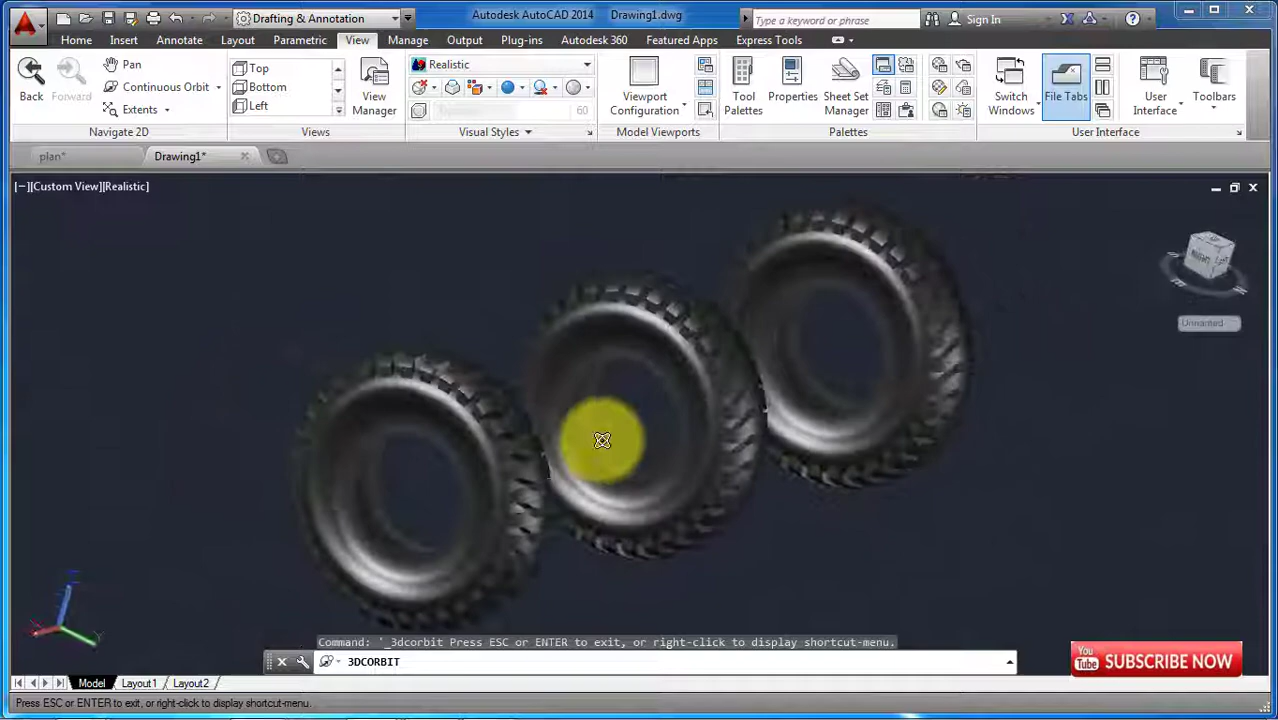 Drafting & Annotation
Autodesk AutoCAD 2014 Drawing1.dwg
Type a keyword or phrase
Sign In
Home Insert Annotate Layout Parametric View Manage Output Plug-ins Autodesk 360 Featured Apps Express Tools
Back
Forward
Pan
Continuous Orbit
Extents
Navigate 2D
Top
Bottom
Left
View
Manager
Views
Realistic
60
Visual Styles
Viewport
Configuration
Model Viewports
Tool
Palettes
Properties
Sheet Set
Manager
Palettes
Switch
Windows
File Tabs
User
Interface
Toolbars
User Interface
plan*
Drawing1*
[−][Custom View][Realistic]
Unnamed
Command: '_3dcorbit Press ESC or ENTER to exit, or right-click to display shortcut-menu.
3DCORBIT
You
Tube
SUBSCRIBE NOW
Model Layout1 Layout2
Press ESC or ENTER to exit, or right-click to display shortcut-menu.